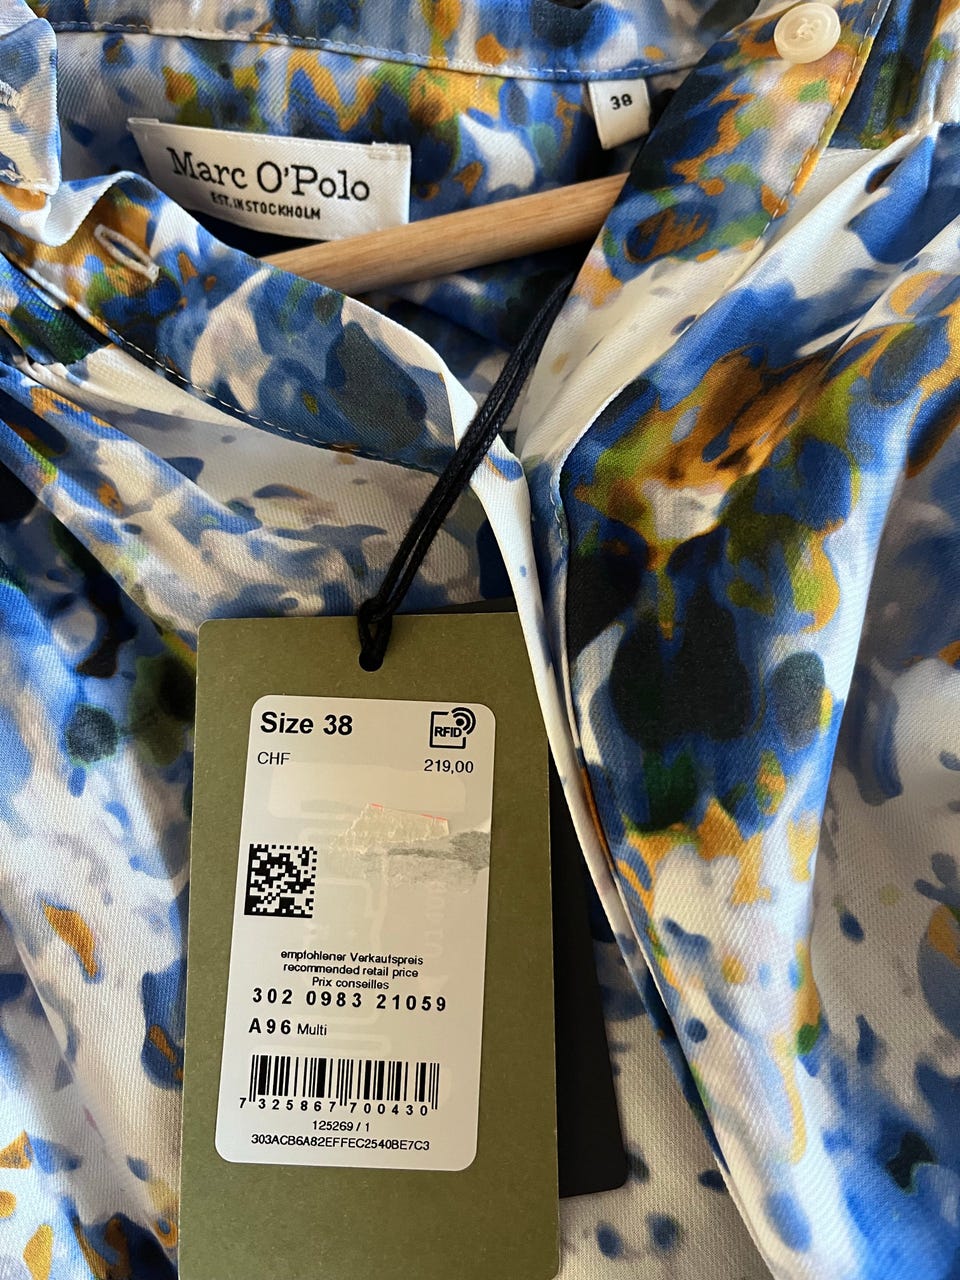 Marc O'Polo
EST. IN STOCKHOLM
38
Size 38
RFID
CHF 219,00
empfohlener Verkaufspreis
recommended retail price
Prix conseilles
302 0983 21059
A96 Multi
7 325867 700430
125269 / 1
303ACB6A82EFFEC2540BE7C3